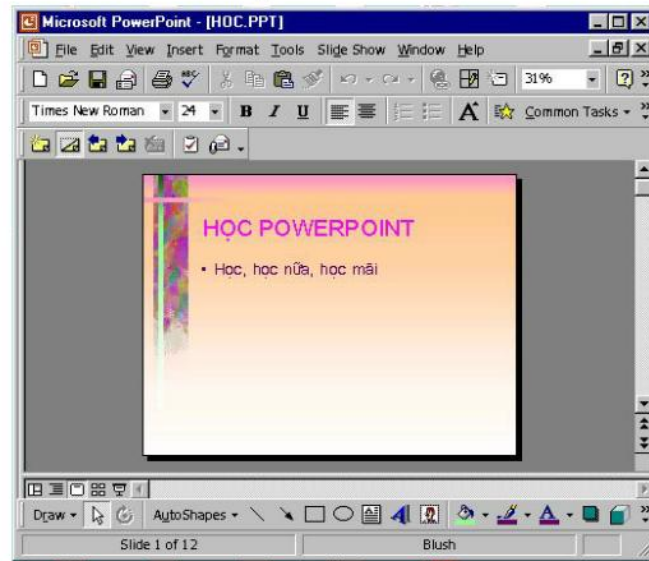 Microsoft PowerPoint - [HOC.PPT]
File Edit View Insert Format Tools Slide Show Window Help
31%
Times New Roman 24 B I U A Common Tasks
HỌC POWERPOINT
• Học, học nữa, học mãi
Draw AutoShapes
Slide 1 of 12 Blush